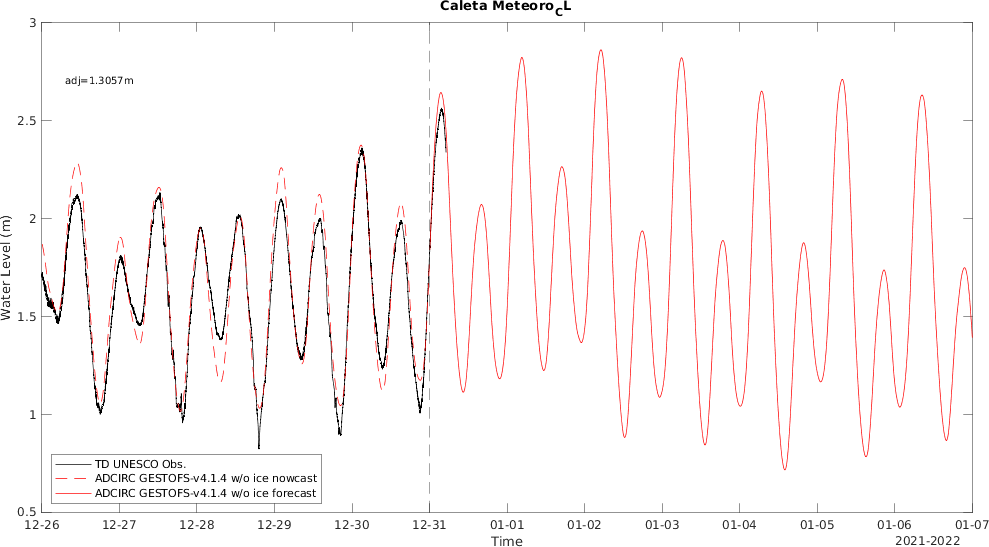 Caleta Meteoro_CL
adj=1.3057m
Water Level (m)
3
2.5
2
1.5
1
0.5
TD UNESCO Obs.
ADCIRC GESTOFS-v4.1.4 w/o ice nowcast
ADCIRC GESTOFS-v4.1.4 w/o ice forecast
12-26 12-27 12-28 12-29 12-30 12-31 01-01 01-02 01-03 01-04 01-05 01-06 01-07
Time
2021-2022